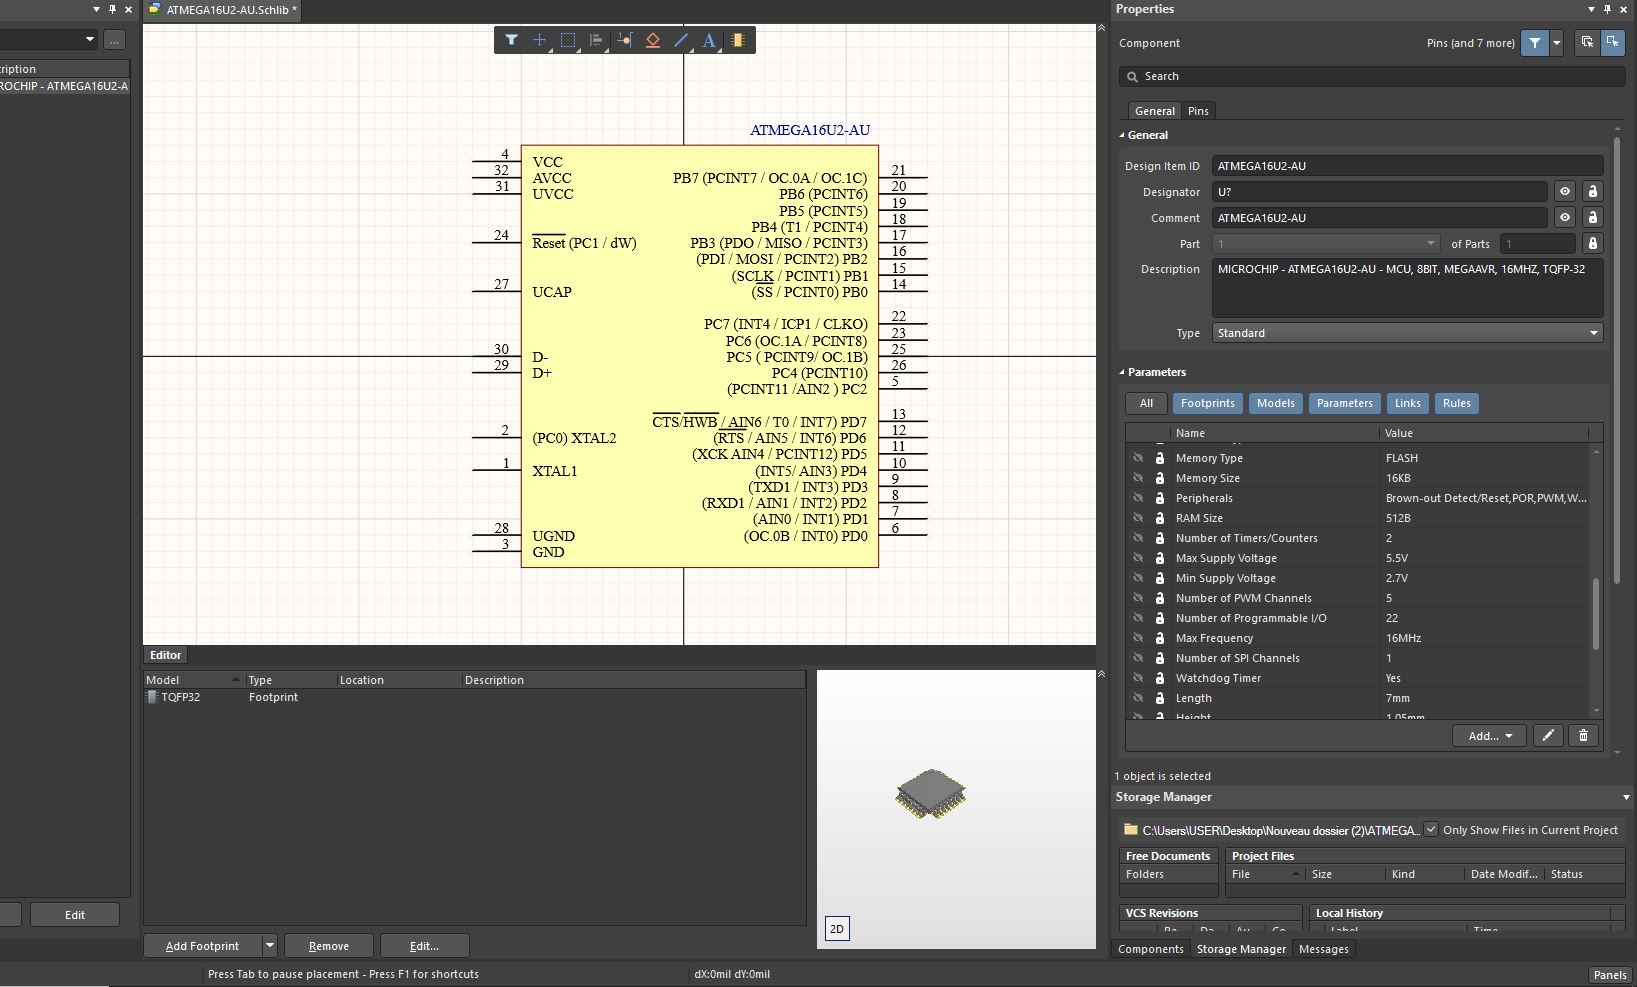 ATMEGA16U2-AU.Schlib *
...
ription
ROCHIP - ATMEGA16U2-A
Edit
ATMEGA16U2-AU
4 VCC
32 AVCC
31 UVCC
24 Reset (PC1 / dW)
27 UCAP
30 D-
29 D+
2 (PC0) XTAL2
1 XTAL1
28 UGND
3 GND
PB7 (PCINT7 / OC.0A / OC.1C) 21
PB6 (PCINT6) 20
PB5 (PCINT5) 19
PB4 (T1 / PCINT4) 18
PB3 (PDO / MISO / PCINT3) 17
(PDI / MOSI / PCINT2) PB2 16
(SCLK / PCINT1) PB1 15
(SS / PCINT0) PB0 14
PC7 (INT4 / ICP1 / CLKO) 22
PC6 (OC.1A / PCINT8) 23
PC5 ( PCINT9/ OC.1B) 25
PC4 (PCINT10) 26
(PCINT11 /AIN2 ) PC2 5
CTS/HWB / AIN6 / T0 / INT7) PD7 13
(RTS / AIN5 / INT6) PD6 12
(XCK AIN4 / PCINT12) PD5 11
(INT5/ AIN3) PD4 10
(TXD1 / INT3) PD3 9
(RXD1 / AIN1 / INT2) PD2 8
(AIN0 / INT1) PD1 7
(OC.0B / INT0) PD0 6
Editor
Model Type Location Description
TQFP32 Footprint
2D
Add Footprint Remove Edit...
Press Tab to pause placement - Press F1 for shortcuts dX:0mil dY:0mil
Properties
Component Pins (and 7 more)
Search
General Pins
General
Design Item ID ATMEGA16U2-AU
Designator U?
Comment ATMEGA16U2-AU
Part 1 of Parts 1
Description MICROCHIP - ATMEGA16U2-AU - MCU, 8BIT, MEGAAVR, 16MHZ, TQFP-32
Type Standard
Parameters
All Footprints Models Parameters Links Rules
Name Value
Memory Type FLASH
Memory Size 16KB
Peripherals Brown-out Detect/Reset,POR,PWM,W...
RAM Size 512B
Number of Timers/Counters 2
Max Supply Voltage 5.5V
Min Supply Voltage 2.7V
Number of PWM Channels 5
Number of Programmable I/O 22
Max Frequency 16MHz
Number of SPI Channels 1
Watchdog Timer Yes
Length 7mm
Height 1.05mm
Add...
1 object is selected
Storage Manager
C:\Users\USER\Desktop\Nouveau dossier (2)\ATMEGA... Only Show Files in Current Project
Free Documents Project Files
Folders File Size Kind Date Modif... Status
VCS Revisions Local History
Label Time
Components Storage Manager Messages
Panels